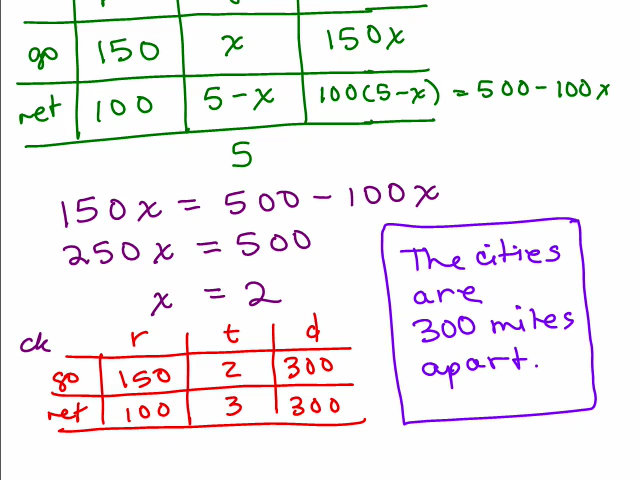 go 150 x 150x
ret 100 5-x 100(5-x) = 500-100x
5
150x = 500 - 100x
250x = 500
x = 2
The cities
are
300 miles
apart.
ck r t d
go 150 2 300
ret 100 3 300